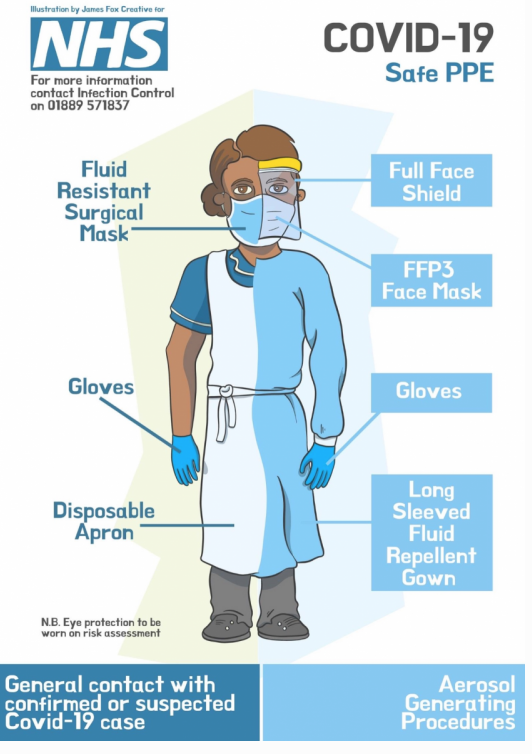 Illustration by James Fox Creative for
NHS
For more information
contact Infection Control
on 01889 571837
COVID-19
Safe PPE
Fluid
Resistant
Surgical
Mask
Full Face
Shield
FFP3
Face Mask
Gloves
Gloves
Disposable
Apron
Long
Sleeved
Fluid
Repellent
Gown
N.B. Eye protection to be
worn on risk assessment
General contact with
confirmed or suspected
Covid-19 case
Aerosol
Generating
Procedures